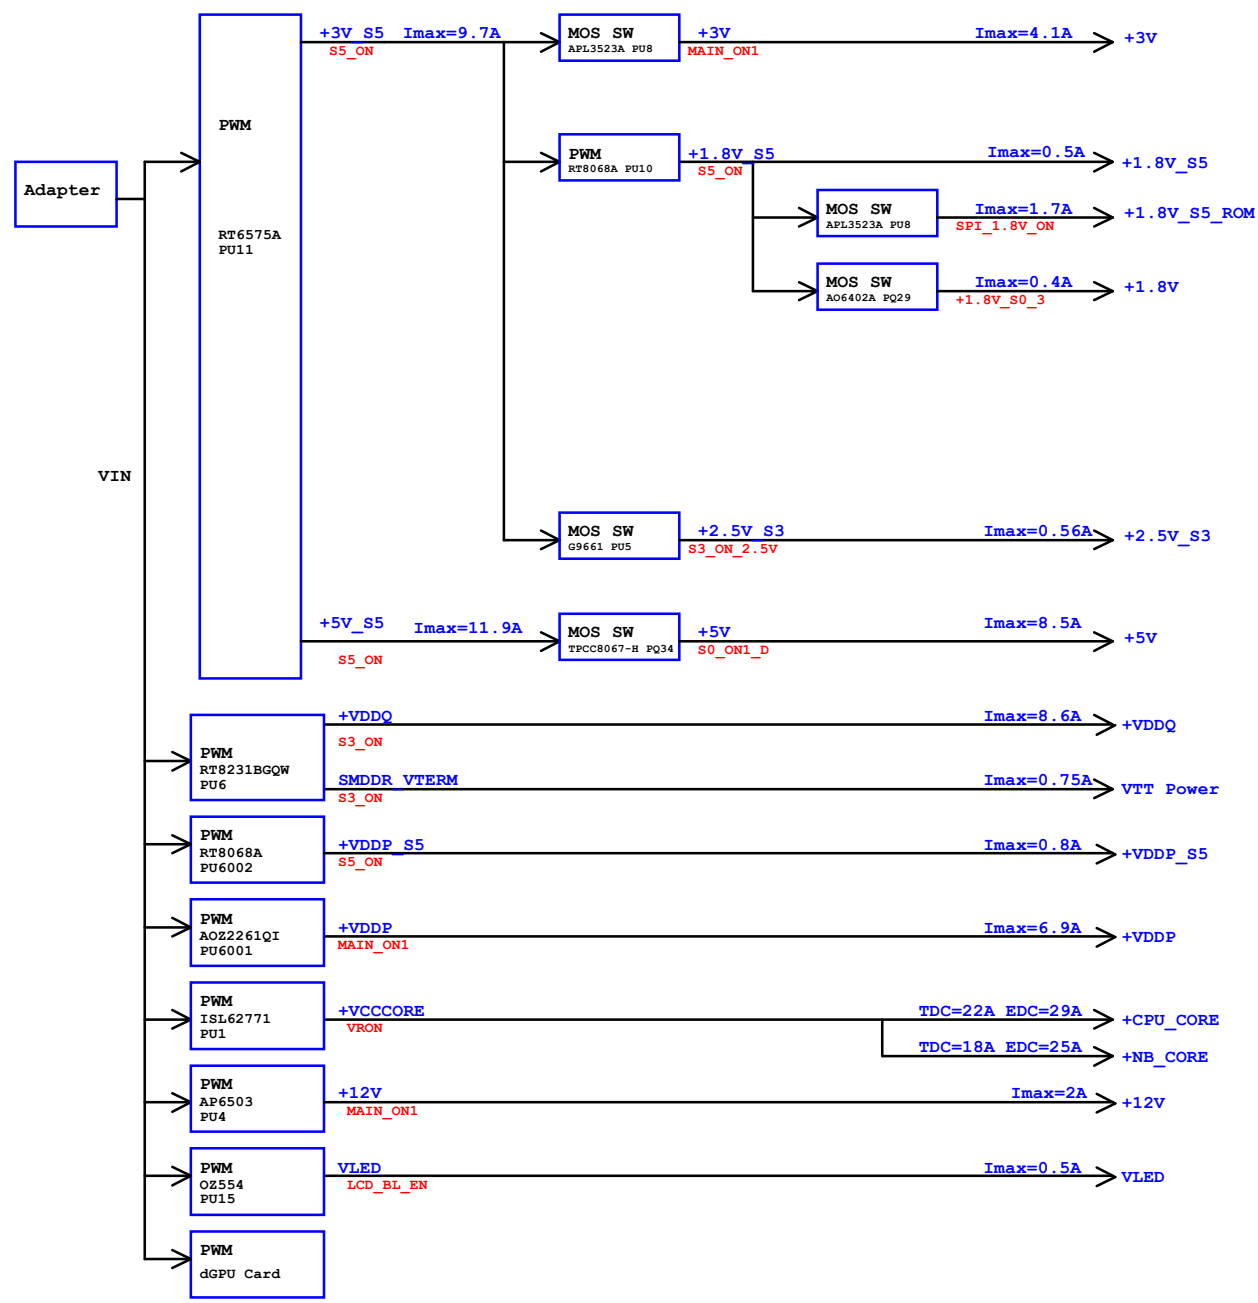 +3V_S5 Imax=9.7A
S5_ON
MOS SW
APL3523A PU8
+3V
MAIN_ON1
Imax=4.1A
+3V
PWM
RT6575A
PU11
Adapter
PWM
RT8068A PU10
+1.8V_S5
S5_ON
Imax=0.5A
+1.8V_S5
MOS SW
APL3523A PU8
Imax=1.7A
SPI_1.8V_ON
+1.8V_S5_ROM
MOS SW
AO6402A PQ29
Imax=0.4A
+1.8V_S0_3
+1.8V
VIN
MOS SW
G9661 PU5
+2.5V_S3
S3_ON_2.5V
Imax=0.56A
+2.5V_S3
+5V_S5 Imax=11.9A
S5_ON
MOS SW
TPCC8067-H PQ34
+5V
S0_ON1_D
Imax=8.5A
+5V
PWM
RT8231BGQW
PU6
+VDDQ
S3_ON
Imax=8.6A
+VDDQ
SMDDR_VTERM
S3_ON
Imax=0.75A
VTT Power
PWM
RT8068A
PU6002
+VDDP_S5
S5_ON
Imax=0.8A
+VDDP_S5
PWM
AOZ2261QI
PU6001
+VDDP
MAIN_ON1
Imax=6.9A
+VDDP
PWM
ISL62771
PU1
+VCCCORE
VRON
TDC=22A EDC=29A
+CPU_CORE
TDC=18A EDC=25A
+NB_CORE
PWM
AP6503
PU4
+12V
MAIN_ON1
Imax=2A
+12V
PWM
OZ554
PU15
VLED
LCD_BL_EN
Imax=0.5A
VLED
PWM
dGPU Card